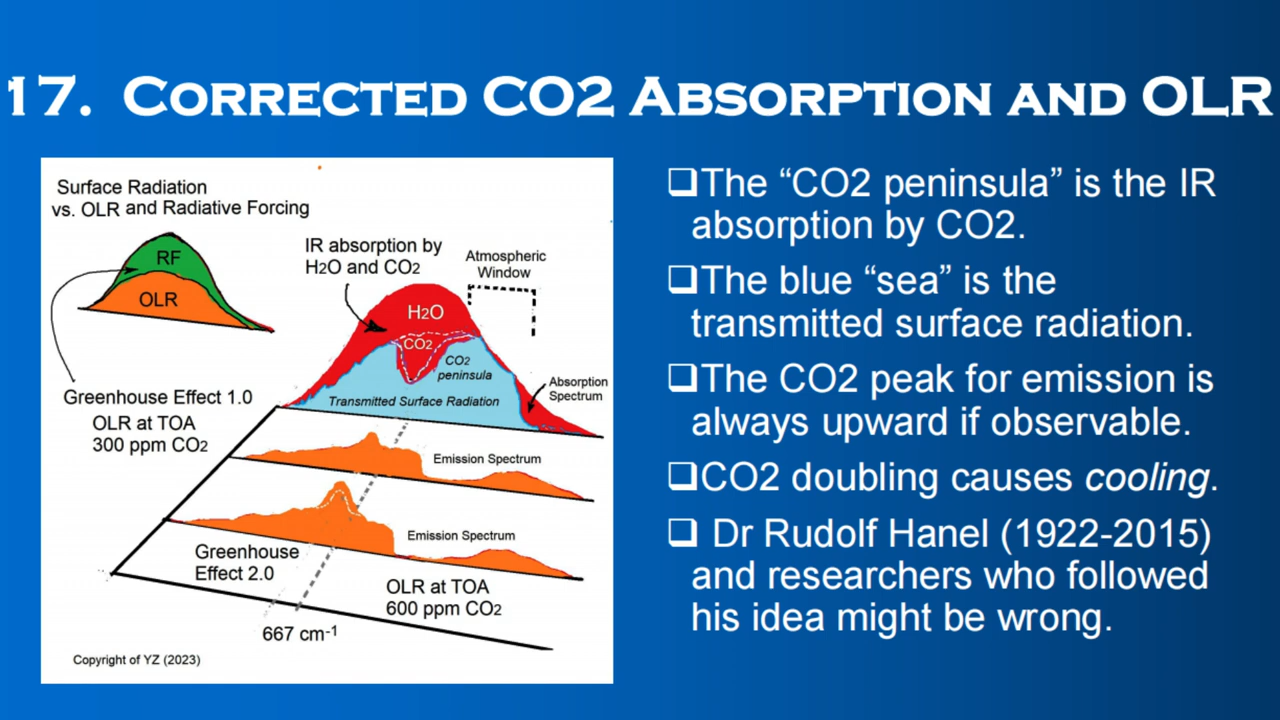 17. CORRECTED CO2 ABSORPTION AND OLR
Surface Radiation
vs. OLR and Radiative Forcing
RF
OLR
Greenhouse Effect 1.0
OLR at TOA
300 ppm CO2
IR absorption by
H2O and CO2
Atmospheric
Window
H2O
CO2
CO2
peninsula
Transmitted Surface Radiation
Absorption
Spectrum
Emission Spectrum
Emission Spectrum
Greenhouse
Effect 2.0
OLR at TOA
600 ppm CO2
667 cm-1
Copyright of YZ (2023)
❑The “CO2 peninsula” is the IR
absorption by CO2.
❑The blue “sea” is the
transmitted surface radiation.
❑The CO2 peak for emission is
always upward if observable.
❑CO2 doubling causes cooling.
❑ Dr Rudolf Hanel (1922-2015)
and researchers who followed
his idea might be wrong.